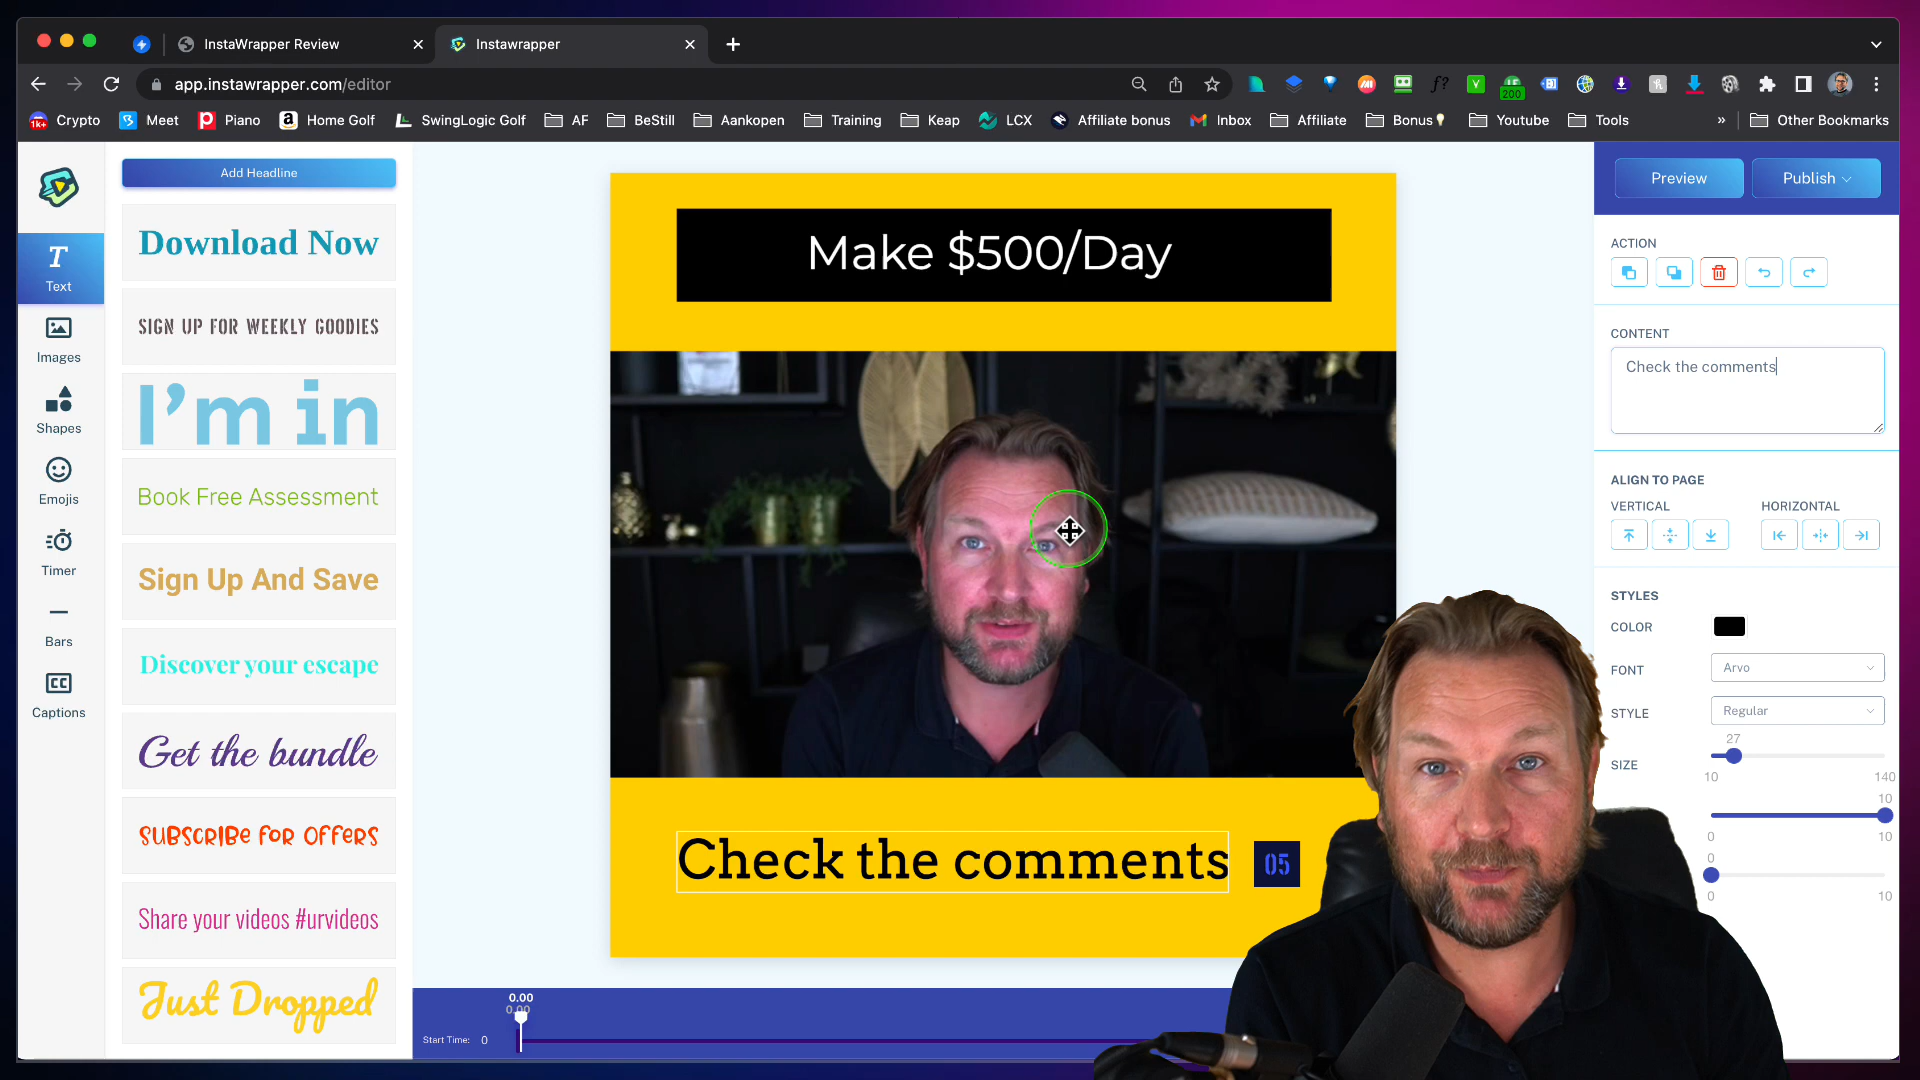 InstaWrapper Review
Instawrapper
app.instawrapper.com/editor
200
1k+
Crypto
Meet
Piano
Home Golf
SwingLogic Golf
AF
BeStill
Aankopen
Training
Keap
LCX
Affiliate bonus
Inbox
Affiliate
Bonus
Youtube
Tools
»
Other Bookmarks
Text
Images
Shapes
Emojis
Timer
Bars
CC
Captions
Add Headline
Download Now
SIGN UP FOR WEEKLY GOODIES
I'm in
Book Free Assessment
Sign Up And Save
Discover your escape
Get the bundle
SUBSCRIBE FOR OFFERS
Share your videos #urvideos
Just Dropped
Make $500/Day
Check the comments
05
0.00
0.00
Start Time: 0
Preview
Publish
ACTION
CONTENT
Check the comments
ALIGN TO PAGE
VERTICAL
HORIZONTAL
STYLES
COLOR
FONT
Arvo
STYLE
Regular
27
SIZE
10
140
10
0
10
0
0
10